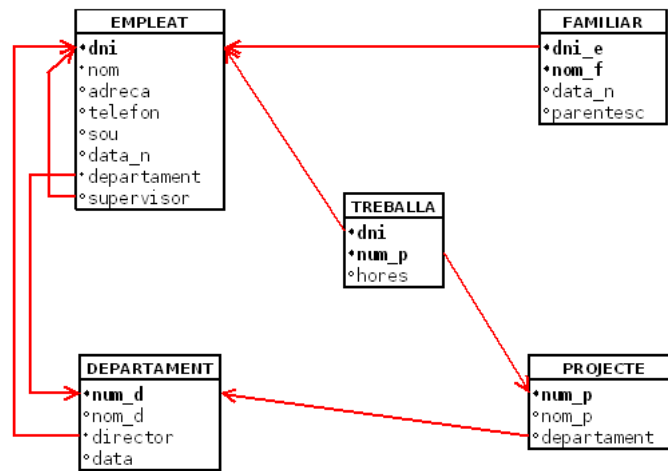 EMPLEAT
dni
nom
adreca
telefon
sou
data_n
departament
supervisor
FAMILIAR
dni_e
nom_f
data_n
parentesc
TREBALLA
dni
num_p
hores
DEPARTAMENT
num_d
nom_d
director
data
PROJECTE
num_p
nom_p
departament